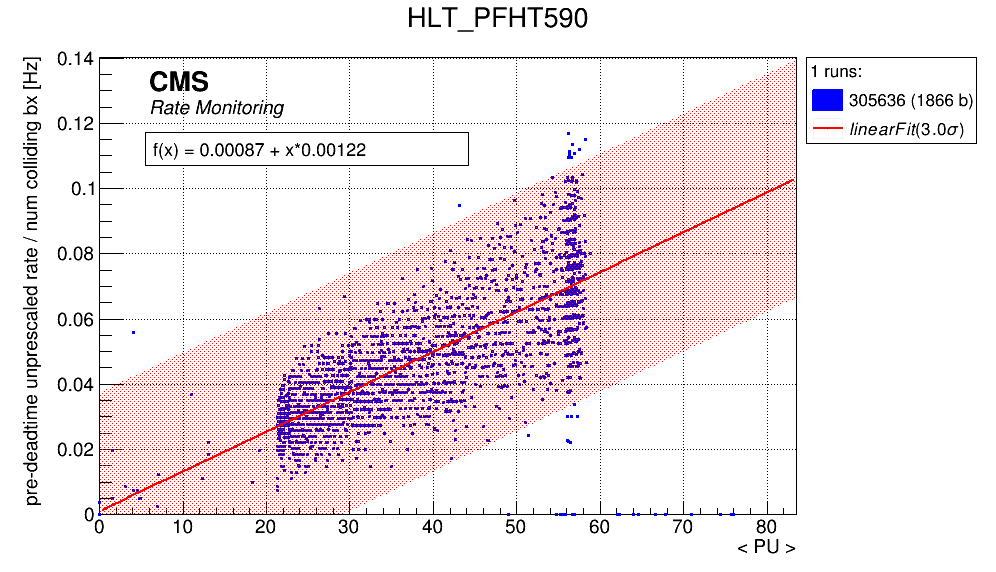 HLT_PFHT590
pre-deadtime unprescaled rate / num colliding bx [Hz]
0.14
0.12
0.1
0.08
0.06
0.04
0.02
0
CMS
Rate Monitoring
f(x) = 0.00087 + x*0.00122
0 10 20 30 40 50 60 70 80
< PU >
1 runs:
305636 (1866 b)
linearFit(3.0σ)